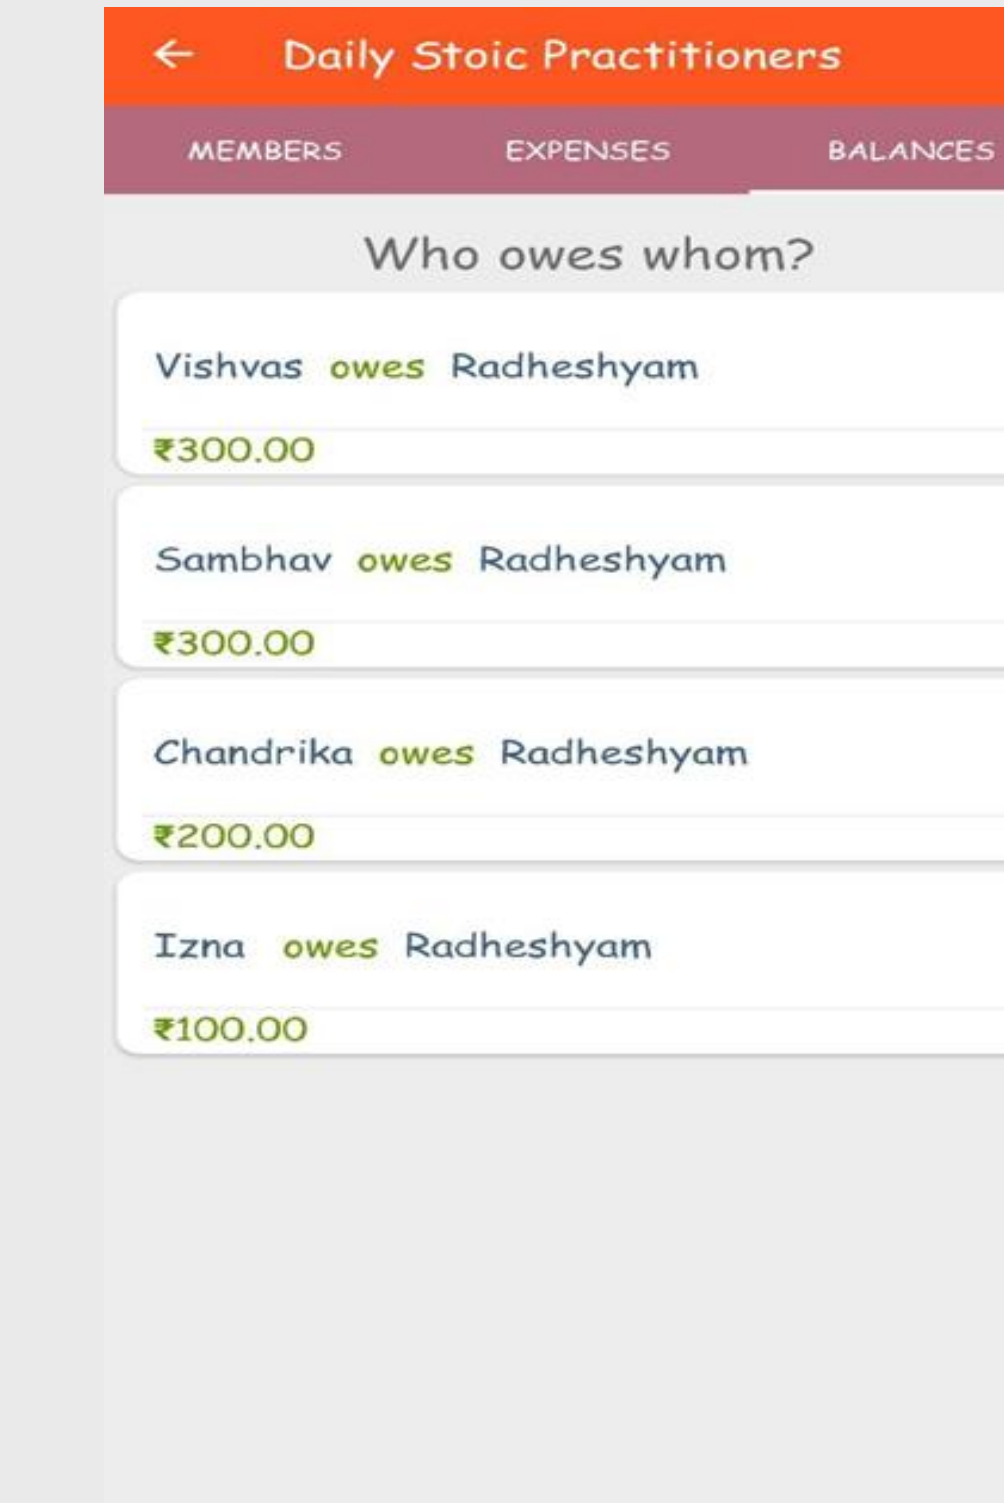 Daily Stoic Practitioners
MEMBERS EXPENSES BALANCES
Who owes whom?
Vishvas owes Radheshyam
₹300.00
Sambhav owes Radheshyam
₹300.00
Chandrika owes Radheshyam
₹200.00
Izna owes Radheshyam
₹100.00